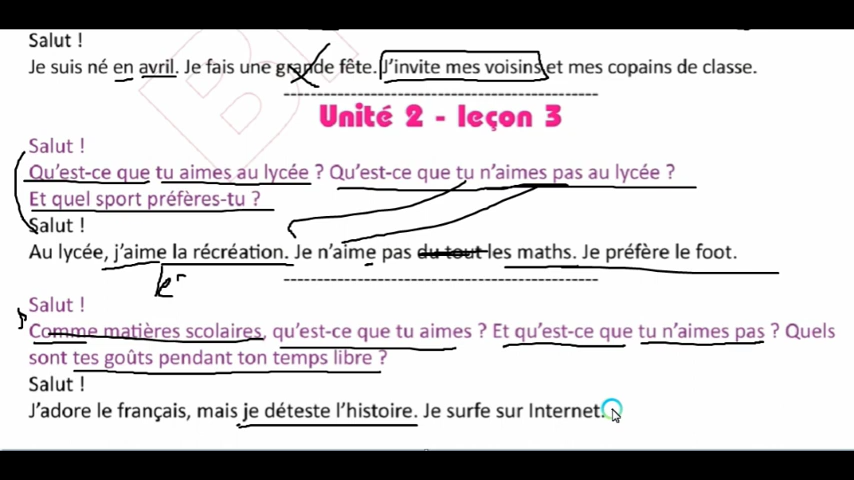 Salut !
Je suis né en avril. Je fais une grande fête. J'invite mes voisins et mes copains de classe.
Unité 2 - leçon 3
Salut !
Qu'est-ce que tu aimes au lycée ? Qu'est-ce que tu n'aimes pas au lycée ?
Et quel sport préfères-tu ?
Salut !
Au lycée, j'aime la récréation. Je n'aime pas du tout les maths. Je préfère le foot.
er
Salut !
Comme matières scolaires, qu'est-ce que tu aimes ? Et qu'est-ce que tu n'aimes pas ? Quels
sont tes goûts pendant ton temps libre ?
Salut !
J'adore le français, mais je déteste l'histoire. Je surfe sur Internet.